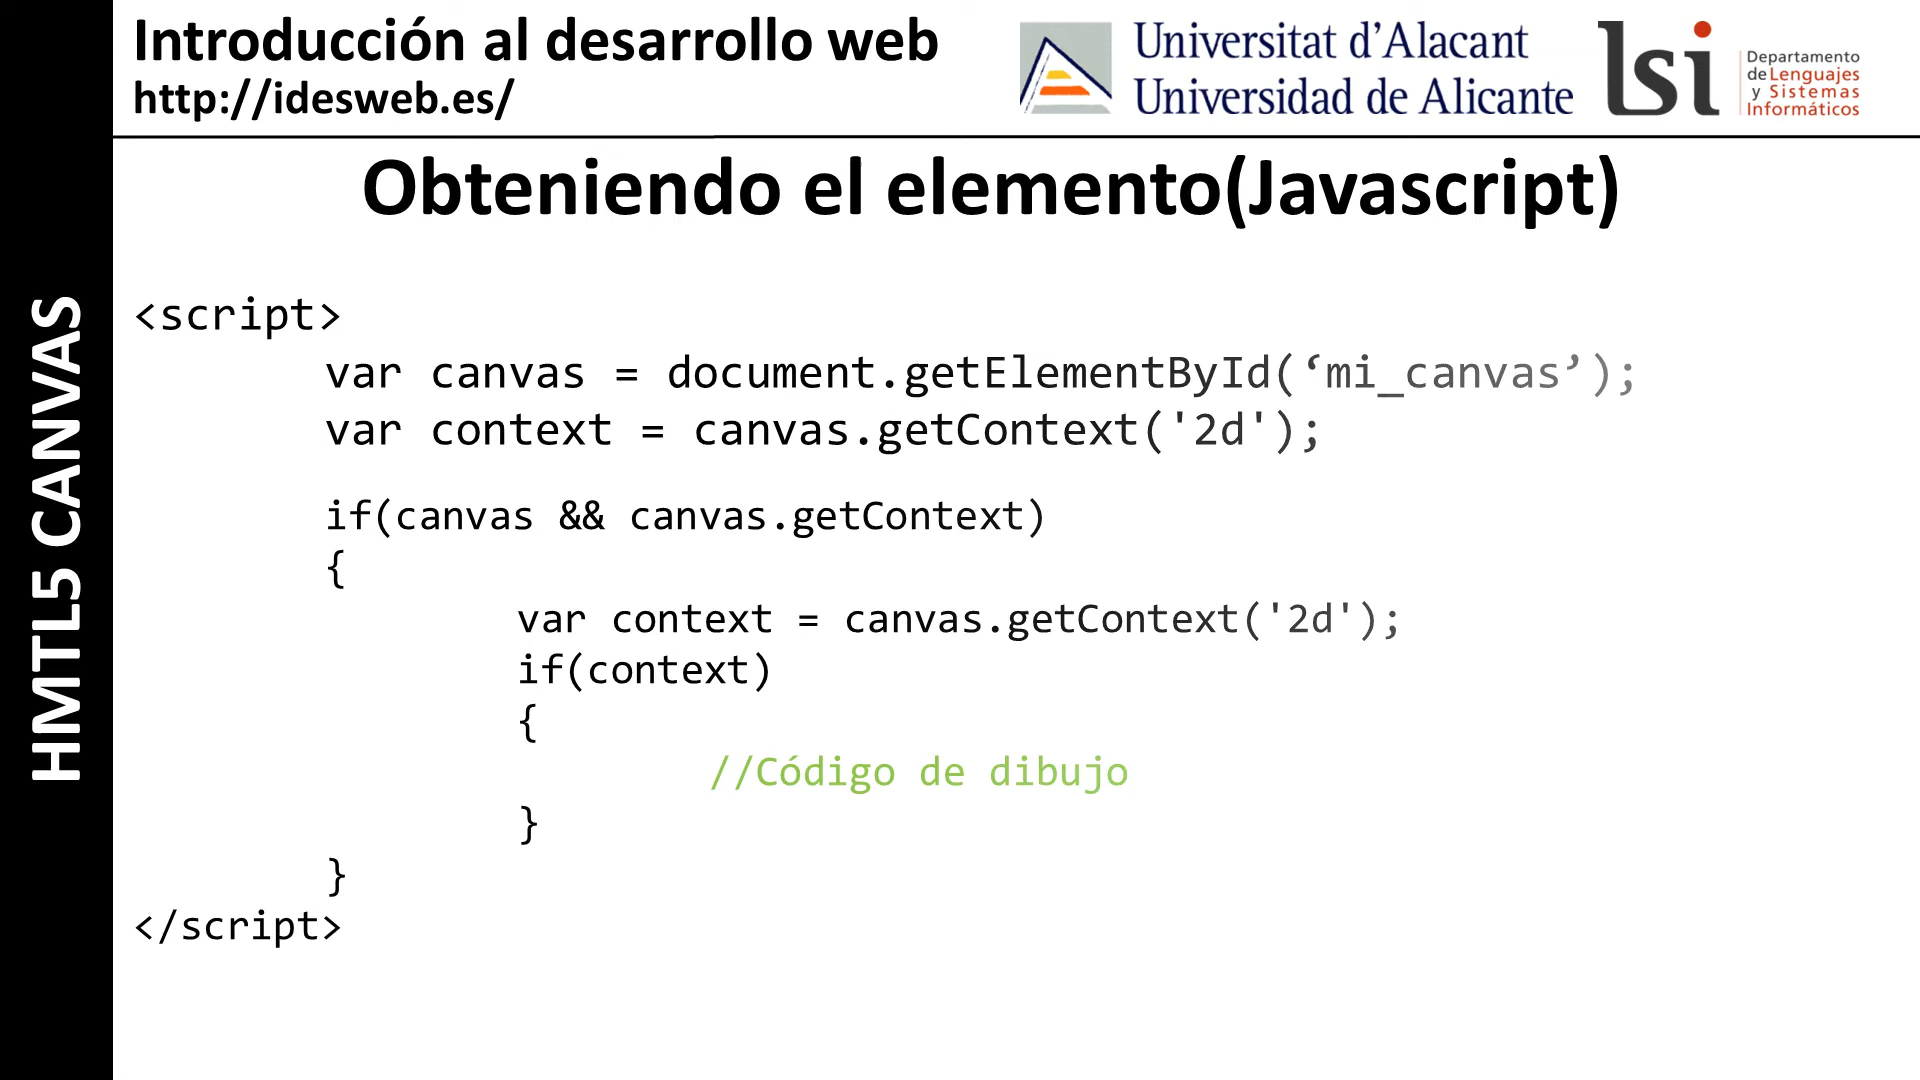 Introducción al desarrollo web
http://idesweb.es/
Universitat d’Alacant
Universidad de Alicante
lsi
Departamento
de Lenguajes
y Sistemas
Informáticos
HMTL5 CANVAS
Obteniendo el elemento(Javascript)
<script>
var canvas = document.getElementById(‘mi_canvas’);
var context = canvas.getContext('2d');
if(canvas && canvas.getContext)
{
var context = canvas.getContext('2d');
if(context)
{
//Código de dibujo
}
}
</script>